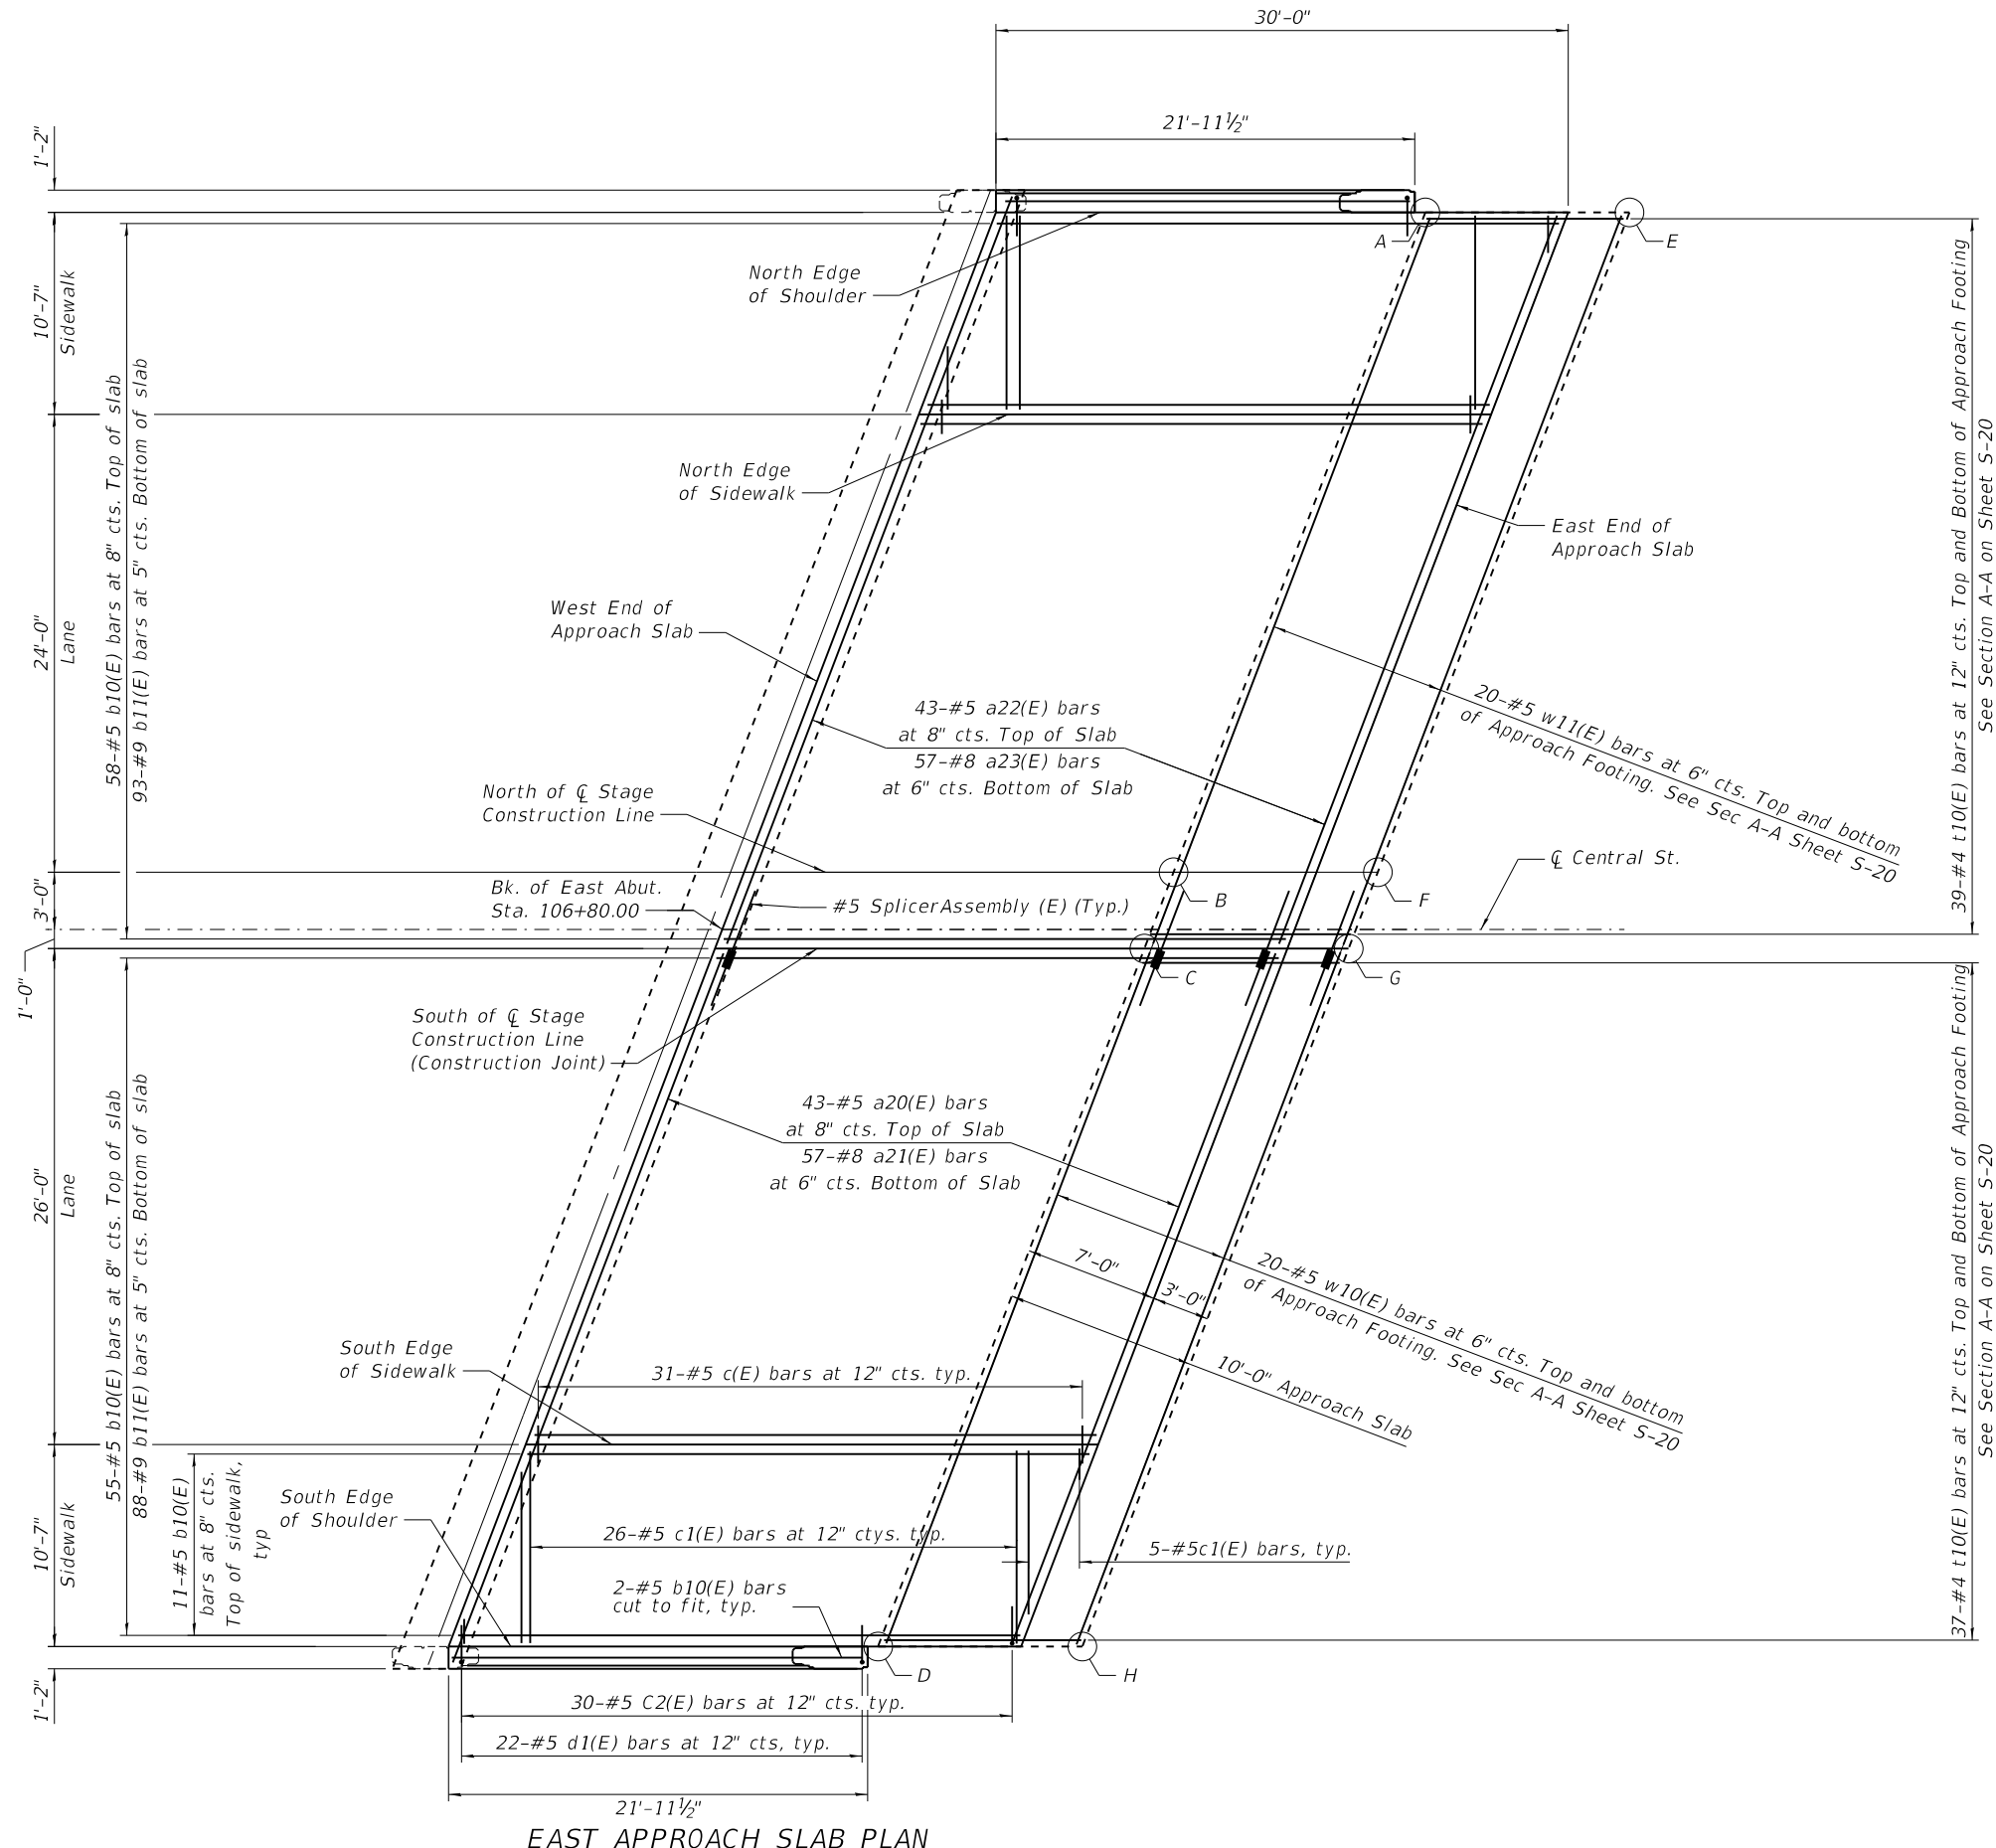 30'-0"
21'-11½"
1'-2"
10'-7"
Sidewalk
24'-0"
Lane
3'-0"
1'-0"
26'-0"
Lane
10'-7"
Sidewalk
1'-2"
58-#5 b10(E) bars at 8" cts. Top of slab
93-#9 b11(E) bars at 5" cts. Bottom of slab
55-#5 b10(E) bars at 8" cts. Top of slab
88-#9 b11(E) bars at 5" cts. Bottom of slab
11-#5 b10(E)
bars at 8" cts.
Top of sidewalk,
typ
A
E
North Edge
of Shoulder
North Edge
of Sidewalk
East End of
Approach Slab
West End of
Approach Slab
43-#5 a22(E) bars
at 8" cts. Top of Slab
57-#8 a23(E) bars
at 6" cts. Bottom of Slab
20-#5 w11(E) bars at 6" cts. Top and bottom
of Approach Footing. See Sec A-A Sheet S-20
North of ℄ Stage
Construction Line
℄ Central St.
Bk. of East Abut.
Sta. 106+80.00
#5 SplicerAssembly (E) (Typ.)
B
F
C
G
South of ℄ Stage
Construction Line
(Construction Joint)
43-#5 a20(E) bars
at 8" cts. Top of Slab
57-#8 a21(E) bars
at 6" cts. Bottom of Slab
7'-0"
3'-0"
20-#5 w10(E) bars at 6" cts. Top and bottom
of Approach Footing. See Sec A-A Sheet S-20
10'-0" Approach Slab
South Edge
of Sidewalk
31-#5 c(E) bars at 12" cts. typ.
South Edge
of Shoulder
26-#5 c1(E) bars at 12" ctys. typ.
5-#5c1(E) bars, typ.
2-#5 b10(E) bars
cut to fit, typ.
D
H
30-#5 C2(E) bars at 12" cts. typ.
22-#5 d1(E) bars at 12" cts, typ.
21'-11½"
39-#4 t10(E) bars at 12" cts. Top and Bottom of Approach Footing
See Section A-A on Sheet S-20
37-#4 t10(E) bars at 12" cts. Top and Bottom of Approach Footing
See Section A-A on Sheet S-20
EAST APPROACH SLAB PLAN